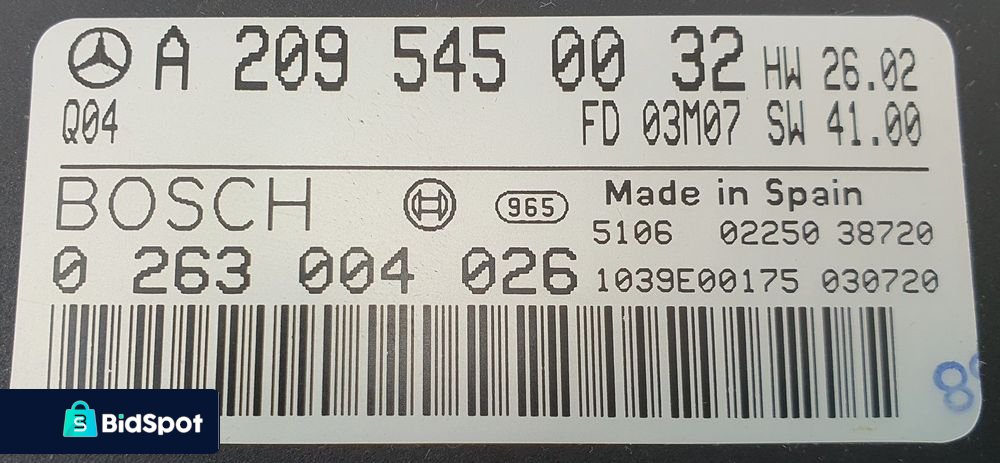 A 209 545 00 32 HW 26.02
Q04 FD 03M07 SW 41.00
BOSCH 965 Made in Spain
5106 02250 38720
0 263 004 026 1039E00175 030720
BidSpot